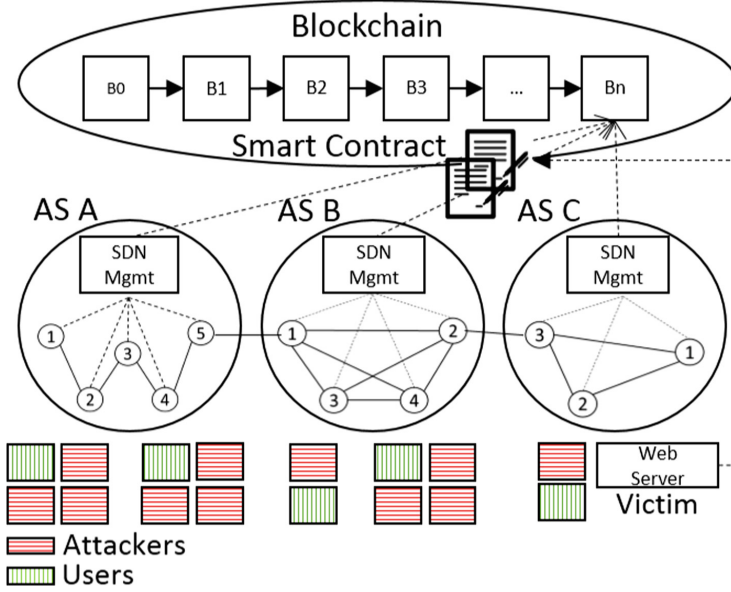 Blockchain
B0 B1 B2 B3 ... Bn
Smart Contract
AS A AS B AS C
SDN Mgmt
SDN Mgmt
SDN Mgmt
1 2 3 4 5
1 2 3 4
3 1 2
Web
Server
Victim
Attackers
Users